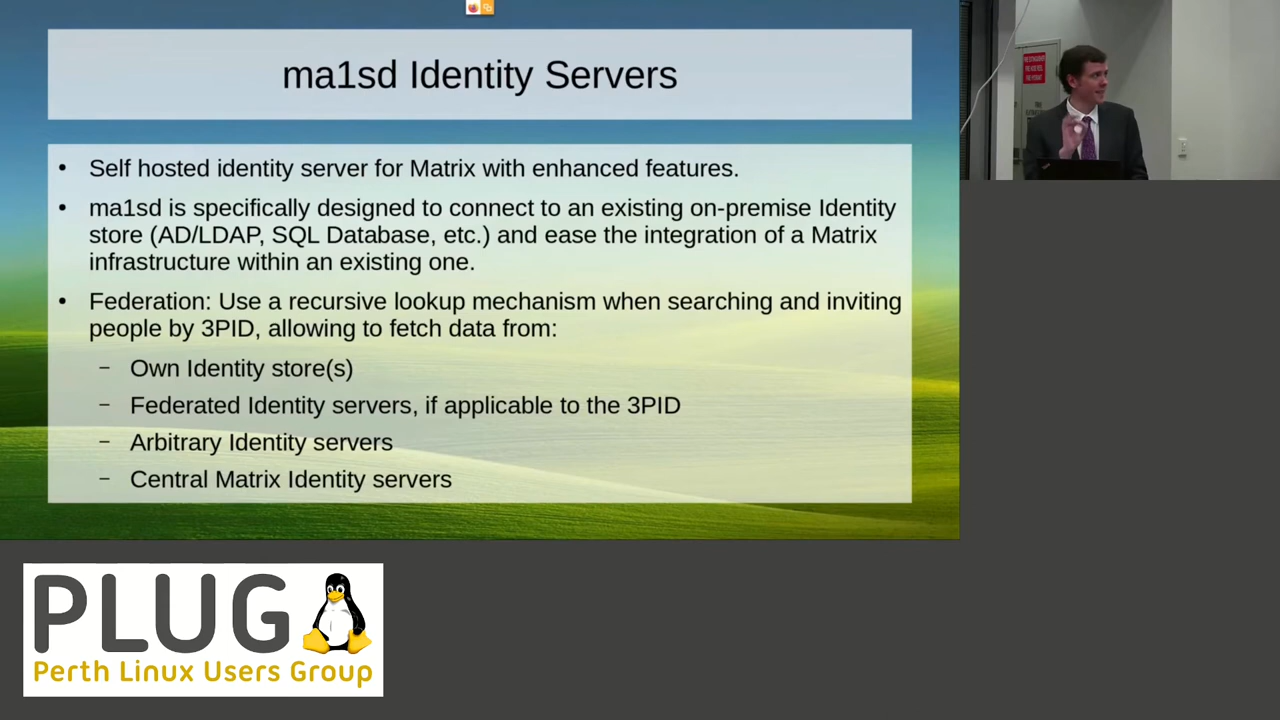 ma1sd Identity Servers
• Self hosted identity server for Matrix with enhanced features.
• ma1sd is specifically designed to connect to an existing on-premise Identity
store (AD/LDAP, SQL Database, etc.) and ease the integration of a Matrix
infrastructure within an existing one.
• Federation: Use a recursive lookup mechanism when searching and inviting
people by 3PID, allowing to fetch data from:
– Own Identity store(s)
– Federated Identity servers, if applicable to the 3PID
– Arbitrary Identity servers
– Central Matrix Identity servers
PLUG
Perth Linux Users Group